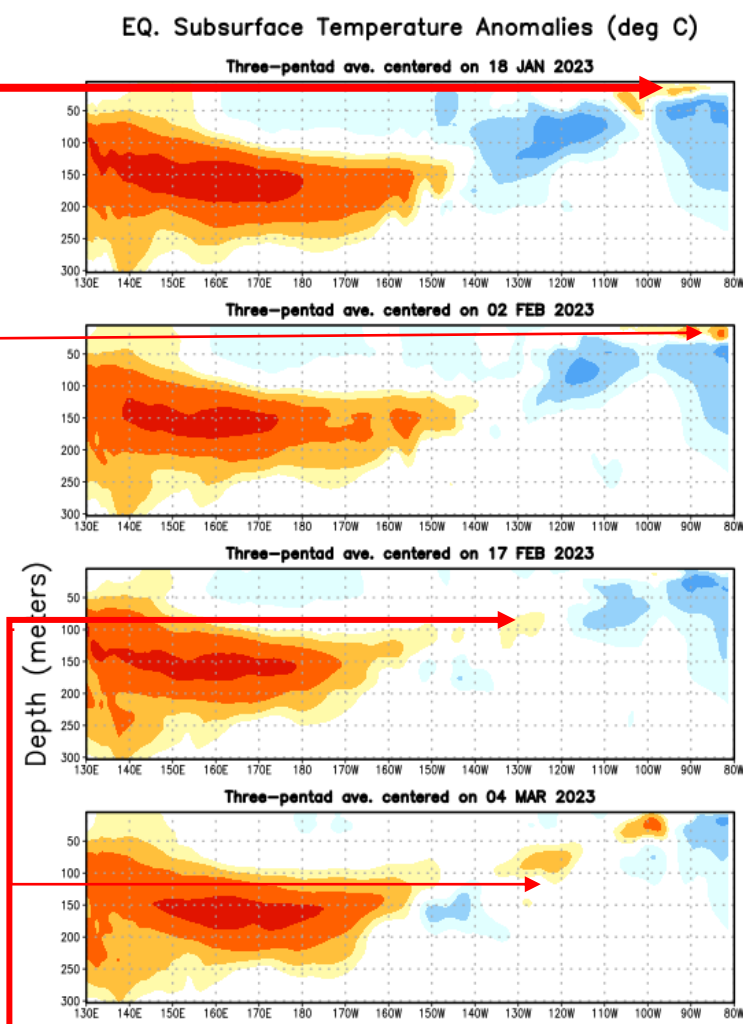 EQ. Subsurface Temperature Anomalies (deg C)
Three-pentad ave. centered on 18 JAN 2023
50
100
150
200
250
300
130E 140E 150E 160E 170E 180 170W 160W 150W 140W 130W 120W 110W 100W 90W 80W
Three-pentad ave. centered on 02 FEB 2023
50
100
150
200
250
300
130E 140E 150E 160E 170E 180 170W 160W 150W 140W 130W 120W 110W 100W 90W 80W
Three-pentad ave. centered on 17 FEB 2023
Depth (meters)
50
100
150
200
250
300
130E 140E 150E 160E 170E 180 170W 160W 150W 140W 130W 120W 110W 100W 90W 80W
Three-pentad ave. centered on 04 MAR 2023
50
100
150
200
250
300
130E 140E 150E 160E 170E 180 170W 160W 150W 140W 130W 120W 110W 100W 90W 80W